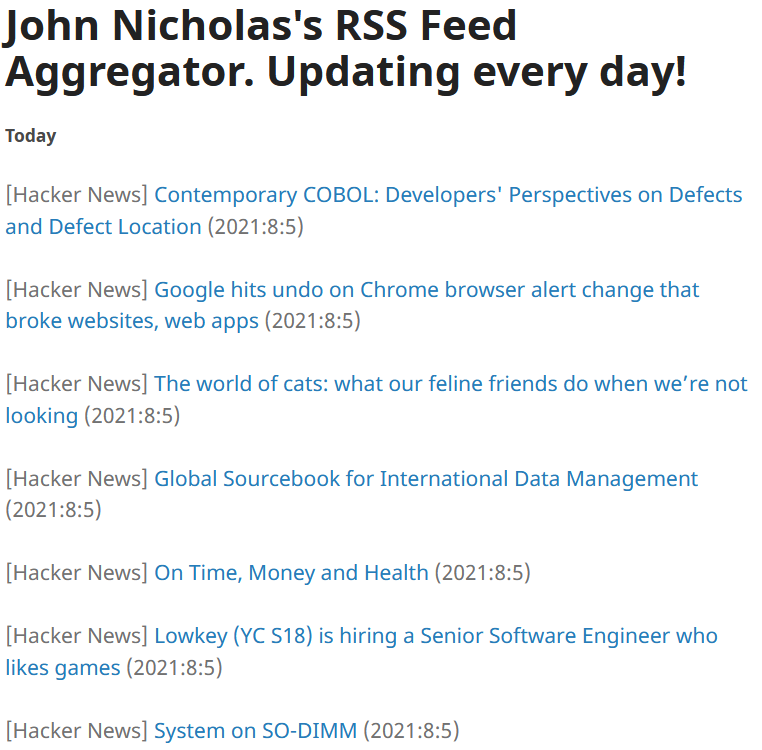 John Nicholas's RSS Feed
Aggregator. Updating every day!
Today
[Hacker News] Contemporary COBOL: Developers' Perspectives on Defects
and Defect Location (2021:8:5)
[Hacker News] Google hits undo on Chrome browser alert change that
broke websites, web apps (2021:8:5)
[Hacker News] The world of cats: what our feline friends do when we’re not
looking (2021:8:5)
[Hacker News] Global Sourcebook for International Data Management
(2021:8:5)
[Hacker News] On Time, Money and Health (2021:8:5)
[Hacker News] Lowkey (YC S18) is hiring a Senior Software Engineer who
likes games (2021:8:5)
[Hacker News] System on SO-DIMM (2021:8:5)